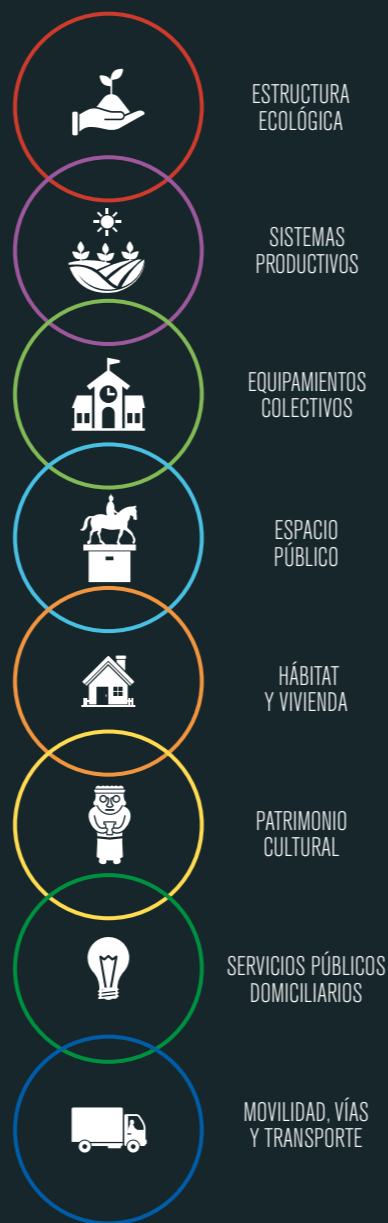 ESTRUCTURA
ECOLÓGICA
SISTEMAS
PRODUCTIVOS
EQUIPAMIENTOS
COLECTIVOS
ESPACIO
PÚBLICO
HÁBITAT
Y VIVIENDA
PATRIMONIO
CULTURAL
SERVICIOS PÚBLICOS
DOMICILIARIOS
MOVILIDAD, VÍAS
Y TRANSPORTE